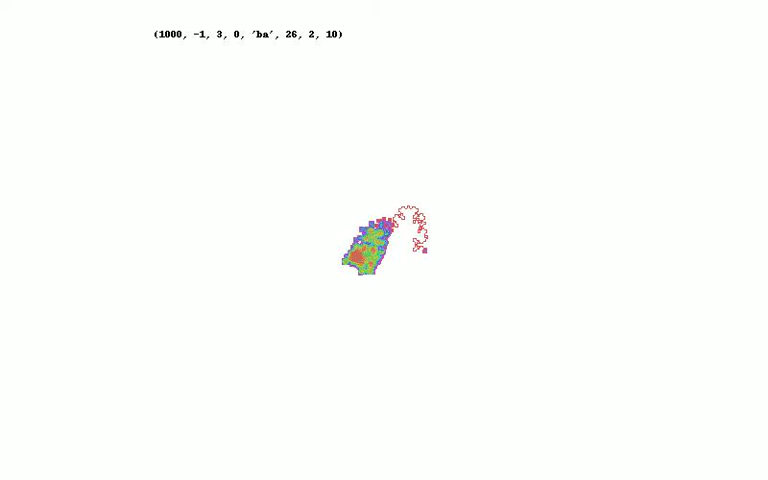 (1000, -1, 3, 0, 'ba', 26, 2, 10)